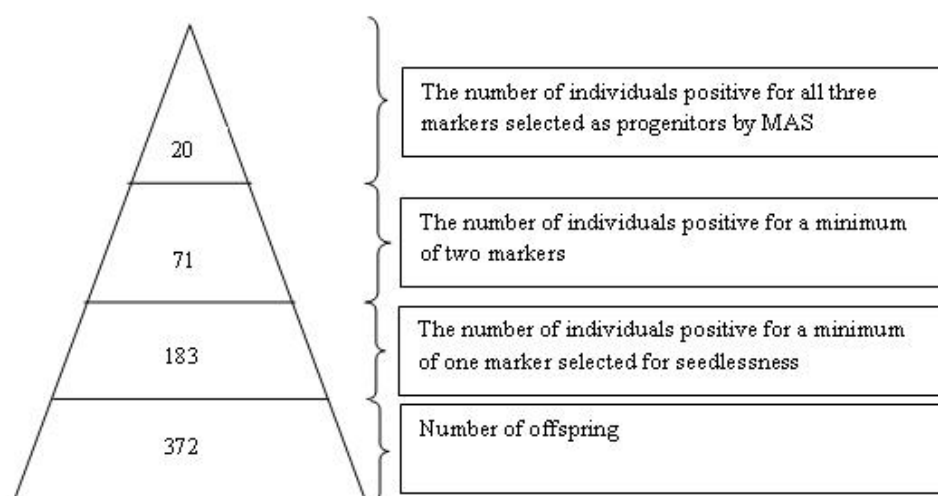 The number of individuals positive for all three
markers selected as progenitors by MAS
20
The number of individuals positive for a minimum
of two markers
71
The number of individuals positive for a minimum
of one marker selected for seedlessness
183
Number of offspring
372